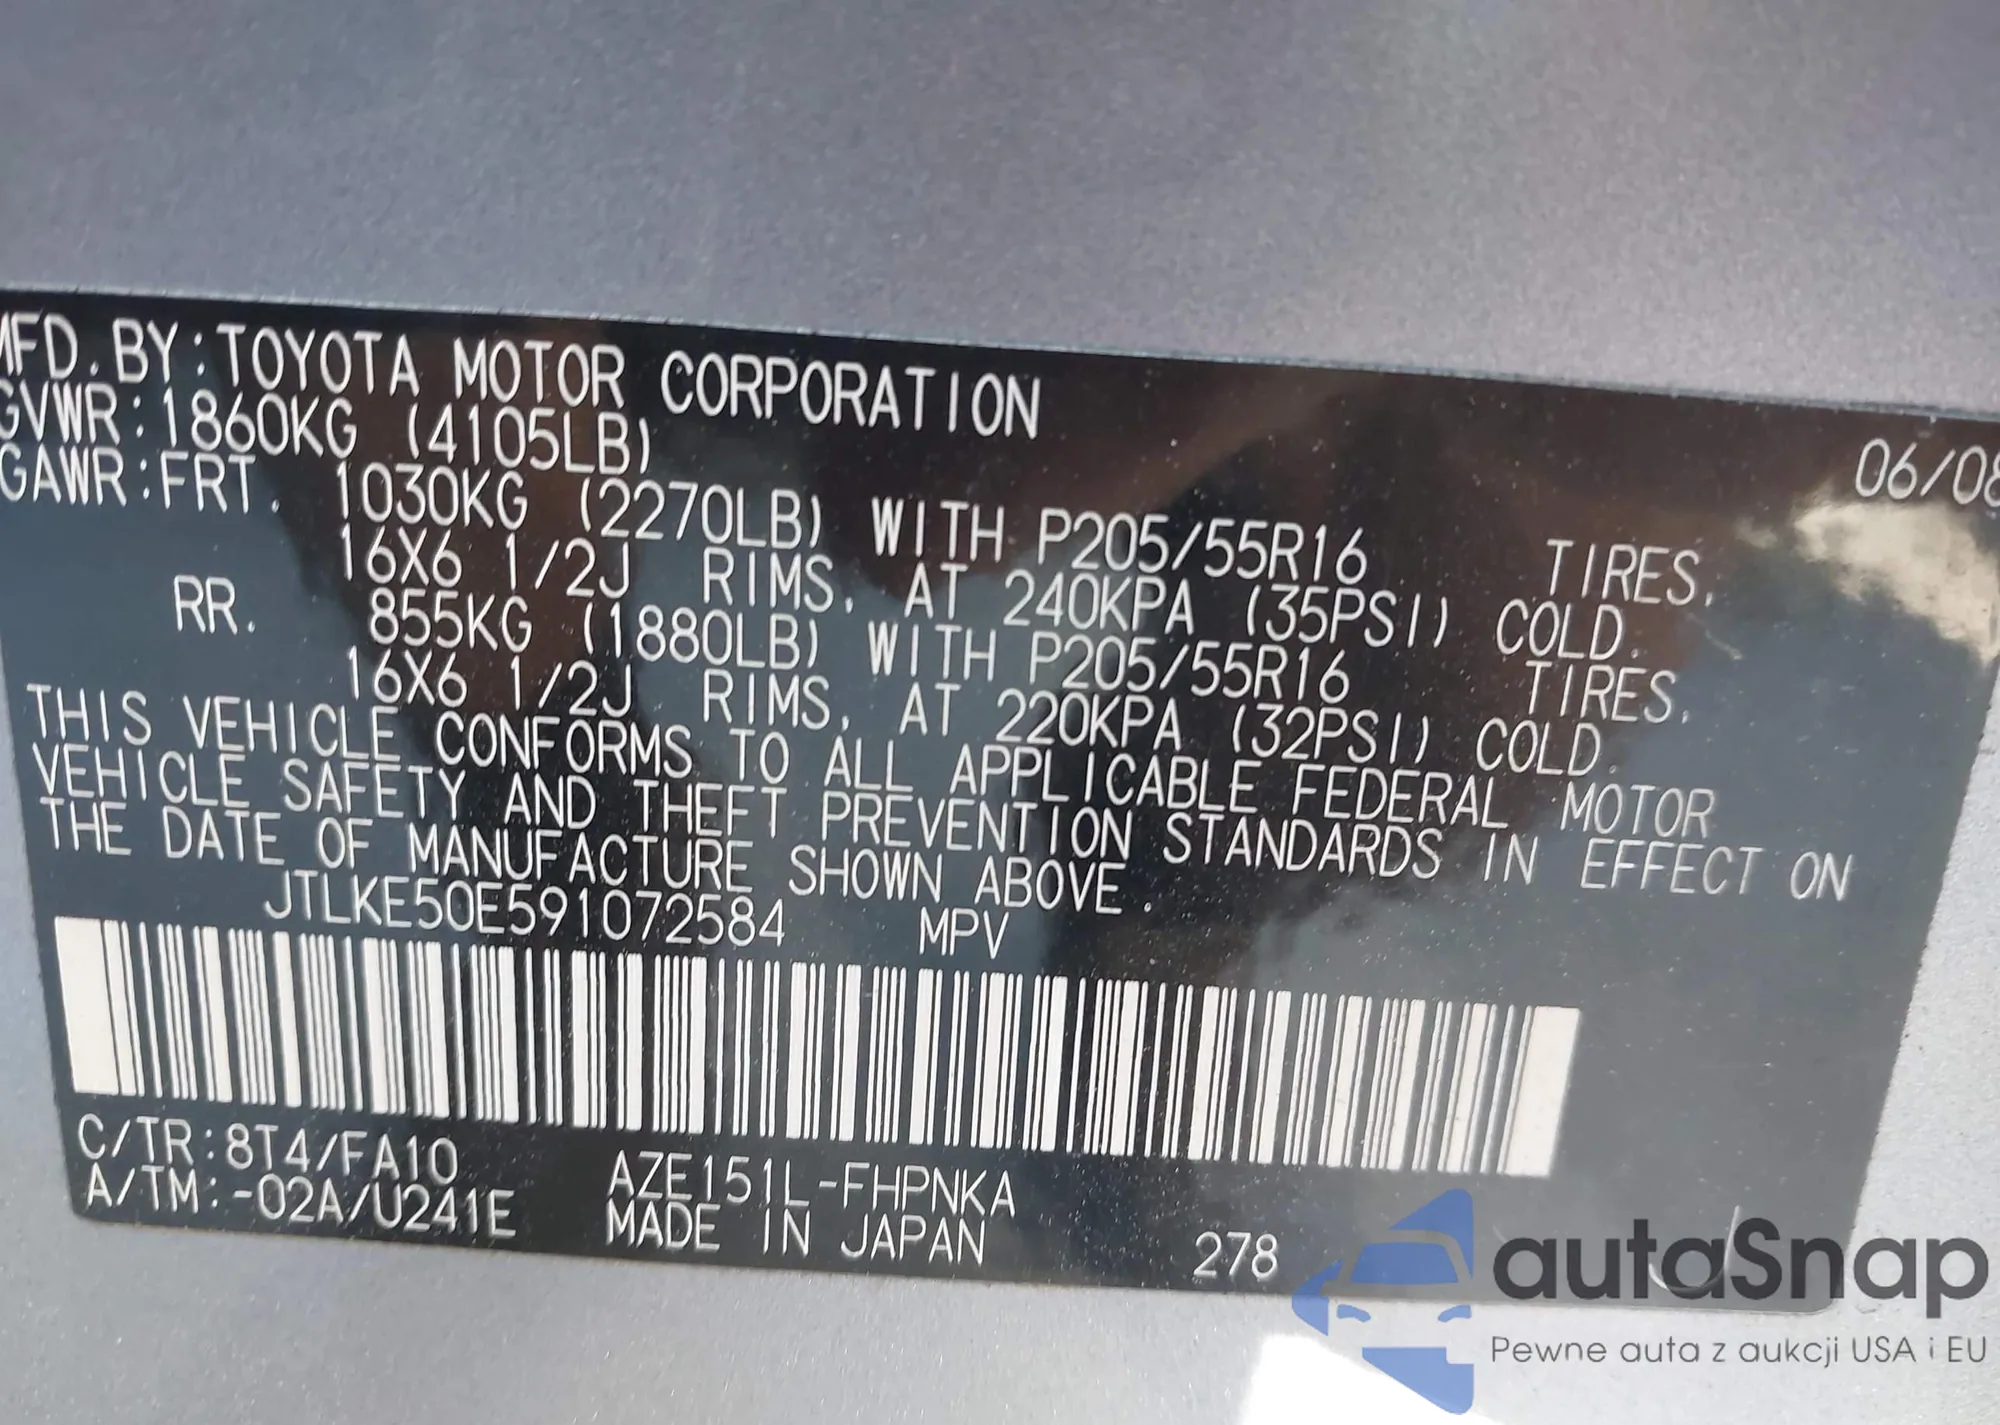 MFD.BY:TOYOTA MOTOR CORPORATION 06/08
GVWR:1860KG (4105LB)
GAWR:FRT. 1030KG (2270LB) WITH P205/55R16 TIRES,
16X6 1/2J RIMS, AT 240KPA (35PSI) COLD.
RR. 855KG (1880LB) WITH P205/55R16 TIRES,
16X6 1/2J RIMS, AT 220KPA (32PSI) COLD.
THIS VEHICLE CONFORMS TO ALL APPLICABLE FEDERAL MOTOR
VEHICLE SAFETY AND THEFT PREVENTION STANDARDS IN EFFECT ON
THE DATE OF MANUFACTURE SHOWN ABOVE.
JTLKE50E591072584 MPV
C/TR:8T4/FA10 AZE151L-FHPNKA
A/TM:-02A/U241E MADE IN JAPAN 278
autaSnap
Pewne auta z aukcji USA i EU